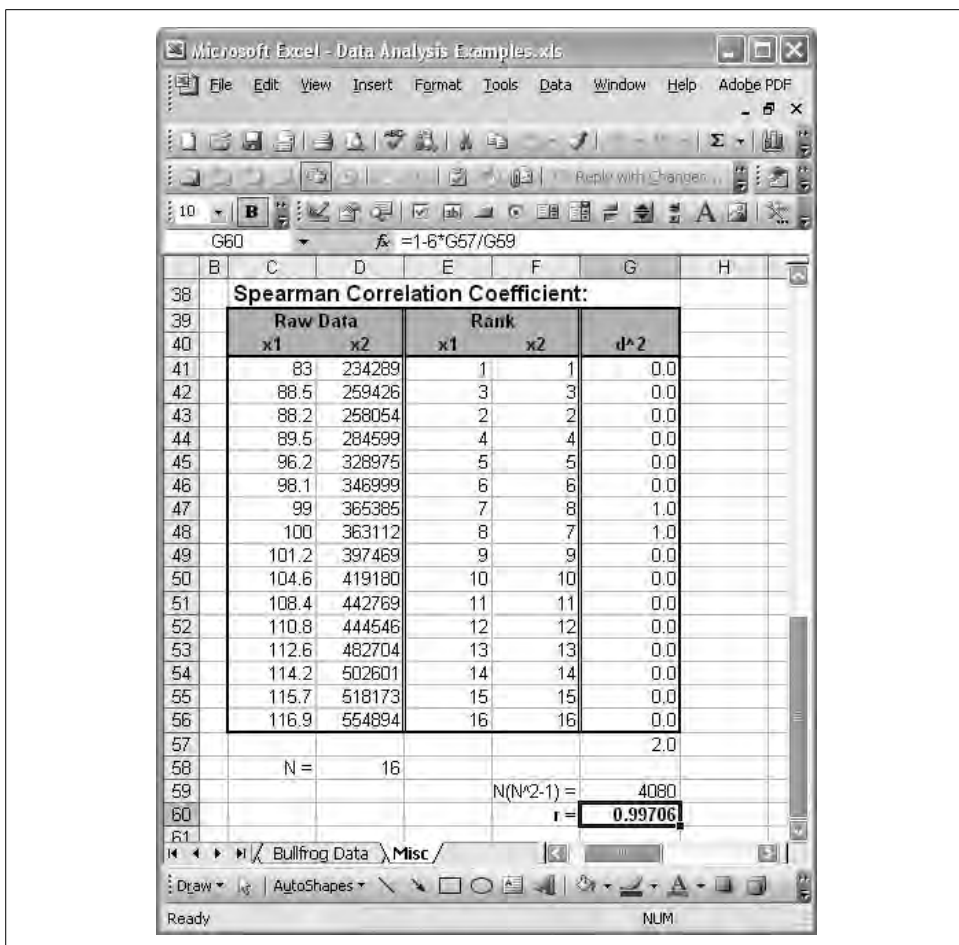 Microsoft Excel - Data Analysis Examples.xls
File Edit View Insert Format Tools Data Window Help Adobe PDF
Reply with Changes...
10 B A
G60 fx =1-6*G57/G59
B C D E F G H
38 Spearman Correlation Coefficient:
39 Raw Data Rank
40 x1 x2 x1 x2 d^2
41 83 234289 1 1 0.0
42 88.5 259426 3 3 0.0
43 88.2 258054 2 2 0.0
44 89.5 284599 4 4 0.0
45 96.2 328975 5 5 0.0
46 98.1 346999 6 6 0.0
47 99 365385 7 8 1.0
48 100 363112 8 7 1.0
49 101.2 397469 9 9 0.0
50 104.6 419180 10 10 0.0
51 108.4 442769 11 11 0.0
52 110.8 444546 12 12 0.0
53 112.6 482704 13 13 0.0
54 114.2 502601 14 14 0.0
55 115.7 518173 15 15 0.0
56 116.9 554894 16 16 0.0
57 2.0
58 N = 16
59 N(N^2-1) = 4080
60 r = 0.99706
61
Bullfrog Data Misc
Draw AutoShapes A
Ready NUM